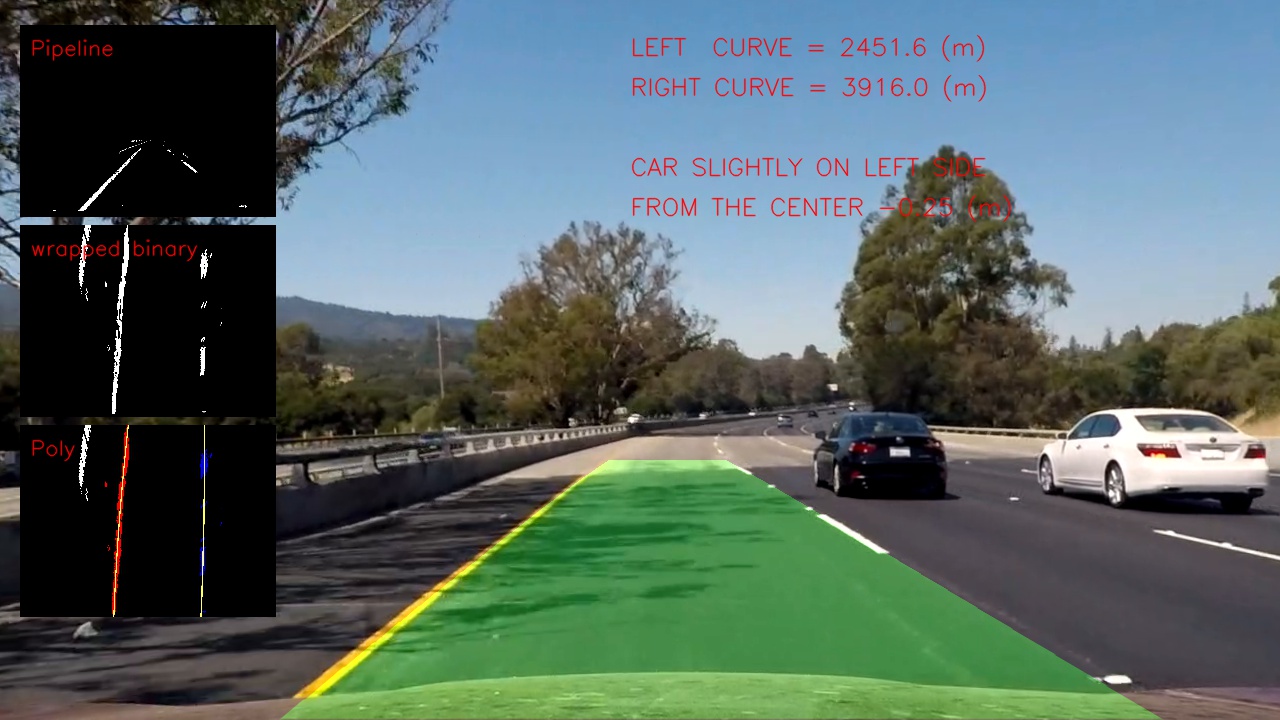 Pipeline
wrapped binary
Poly
LEFT CURVE = 2451.6 (m)
RIGHT CURVE = 3916.0 (m)
CAR SLIGHTLY ON LEFT SIDE
FROM THE CENTER -0.25 (m)